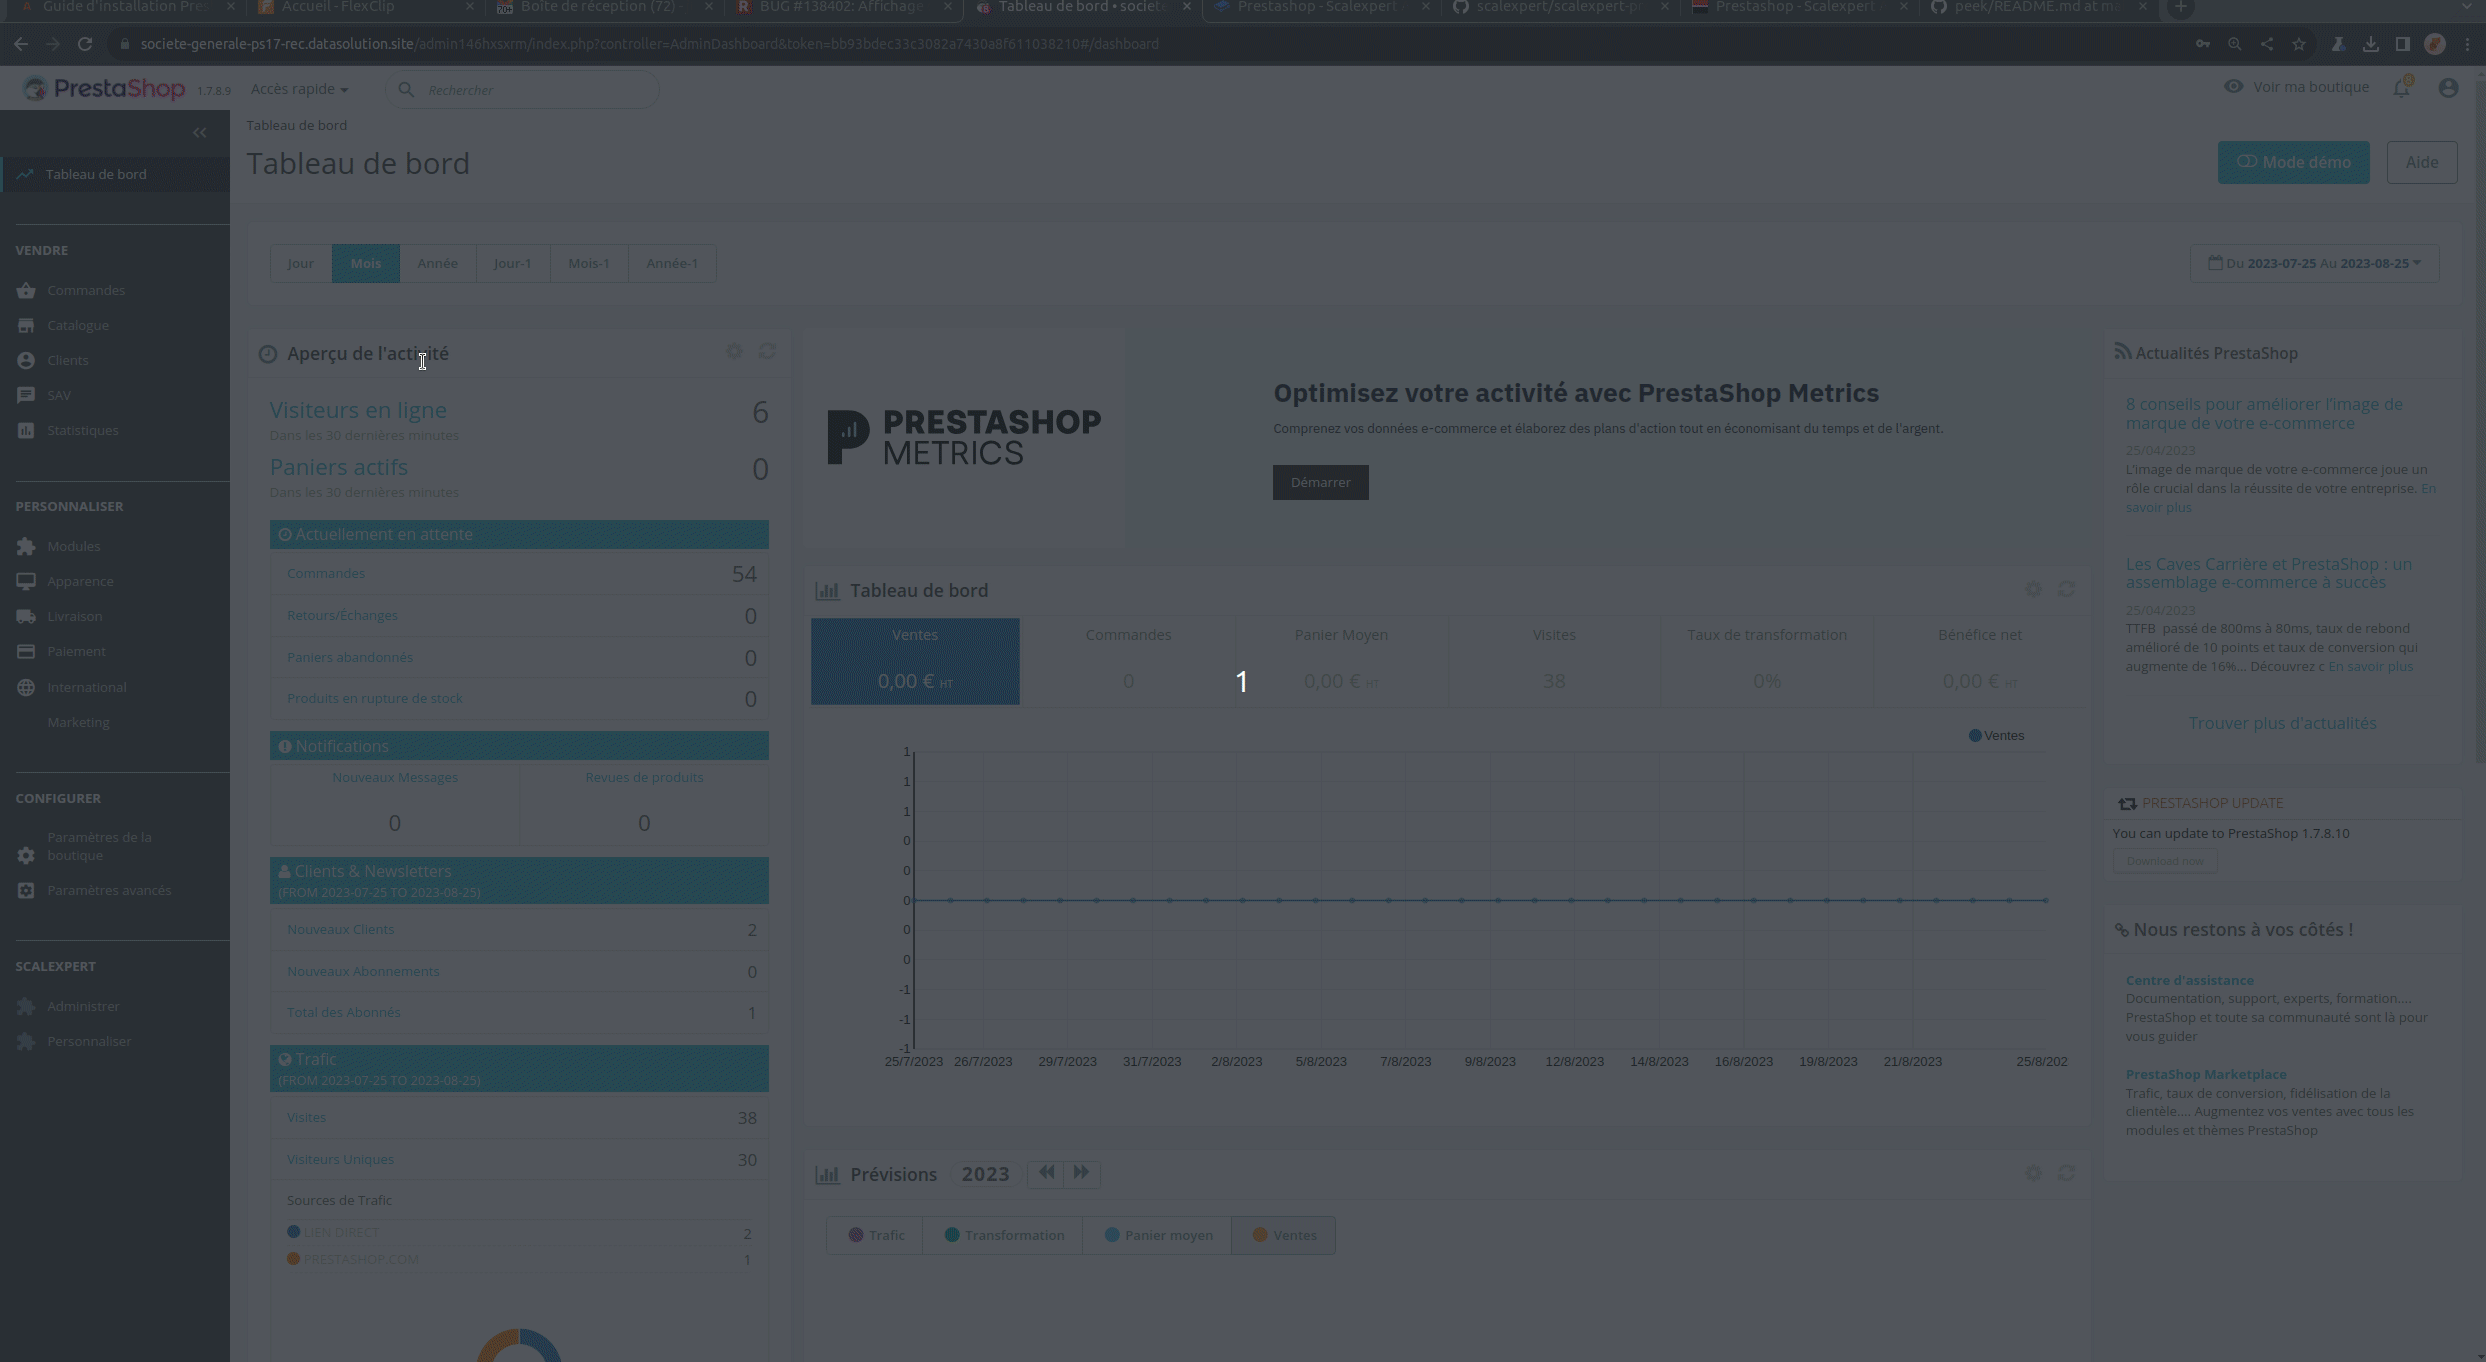 Guide d'installation Pres
Accueil - FlexClip
Boîte de réception (72)
BUG #138402: Affichage
Tableau de bord • societe
Prestashop - Scalexpert
scalexpert/scalexpert-pr
Prestashop - Scalexpert
peek/README.md at ma
societe-generale-ps17-rec.datasolution.site/admin146hxsxrm/index.php?controller=AdminDashboard&token=bb93bdec33c3082a7430a8f611038210#/dashboard
PrestaShop 1.7.8.9
Accès rapide
Rechercher
Voir ma boutique
8
Tableau de bord
Tableau de bord
Mode démo
Aide
Tableau de bord
VENDRE
Commandes
Catalogue
Clients
SAV
Statistiques
PERSONNALISER
Modules
Apparence
Livraison
Paiement
International
Marketing
CONFIGURER
Paramètres de la
boutique
Paramètres avancés
SCALEXPERT
Administrer
Personnaliser
Jour
Mois
Année
Jour-1
Mois-1
Année-1
Du 2023-07-25 Au 2023-08-25
Aperçu de l'activité
Visiteurs en ligne 6
Dans les 30 dernières minutes
Paniers actifs 0
Dans les 30 dernières minutes
Actuellement en attente
Commandes 54
Retours/Échanges 0
Paniers abandonnés 0
Produits en rupture de stock 0
Notifications
Nouveaux Messages Revues de produits
0 0
Clients & Newsletters
(FROM 2023-07-25 TO 2023-08-25)
Nouveaux Clients 2
Nouveaux Abonnements 0
Total des Abonnés 1
Trafic
(FROM 2023-07-25 TO 2023-08-25)
Visites 38
Visiteurs Uniques 30
Sources de Trafic
LIEN DIRECT 2
PRESTASHOP.COM 1
PRESTASHOP
METRICS
Optimisez votre activité avec PrestaShop Metrics
Comprenez vos données e-commerce et élaborez des plans d'action tout en économisant du temps et de l'argent.
Démarrer
Tableau de bord
Ventes Commandes Panier Moyen Visites Taux de transformation Bénéfice net
0,00 € HT 0 0,00 € HT 38 0% 0,00 € HT
1
Ventes
1
1
1
0
0
0
0
0
-1
-1
-1
25/7/2023 26/7/2023 29/7/2023 31/7/2023 2/8/2023 5/8/2023 7/8/2023 9/8/2023 12/8/2023 14/8/2023 16/8/2023 19/8/2023 21/8/2023 25/8/202
Prévisions 2023
Trafic
Transformation
Panier moyen
Ventes
Actualités PrestaShop
8 conseils pour améliorer l'image de
marque de votre e-commerce
25/04/2023
L'image de marque de votre e-commerce joue un
rôle crucial dans la réussite de votre entreprise. En
savoir plus
Les Caves Carrière et PrestaShop : un
assemblage e-commerce à succès
25/04/2023
TTFB passé de 800ms à 80ms, taux de rebond
amélioré de 10 points et taux de conversion qui
augmente de 16%... Découvrez c En savoir plus
Trouver plus d'actualités
PRESTASHOP UPDATE
You can update to PrestaShop 1.7.8.10
Download now
Nous restons à vos côtés !
Centre d'assistance
Documentation, support, experts, formation....
PrestaShop et toute sa communauté sont là pour
vous guider
PrestaShop Marketplace
Trafic, taux de conversion, fidélisation de la
clientèle.... Augmentez vos ventes avec tous les
modules et thèmes PrestaShop